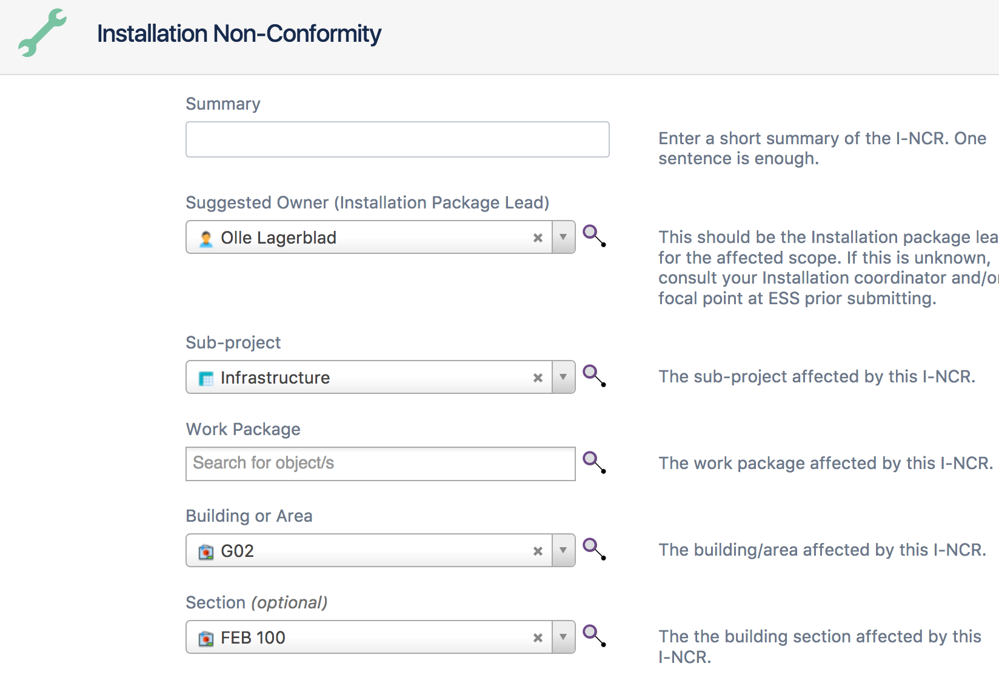 Installation Non-Conformity
Summary
Enter a short summary of the I-NCR. One
sentence is enough.
Suggested Owner (Installation Package Lead)
Olle Lagerblad
This should be the Installation package lea
for the affected scope. If this is unknown,
consult your Installation coordinator and/or
focal point at ESS prior submitting.
Sub-project
Infrastructure
The sub-project affected by this I-NCR.
Work Package
Search for object/s
The work package affected by this I-NCR.
Building or Area
G02
The building/area affected by this I-NCR.
Section (optional)
FEB 100
The the building section affected by this
I-NCR.